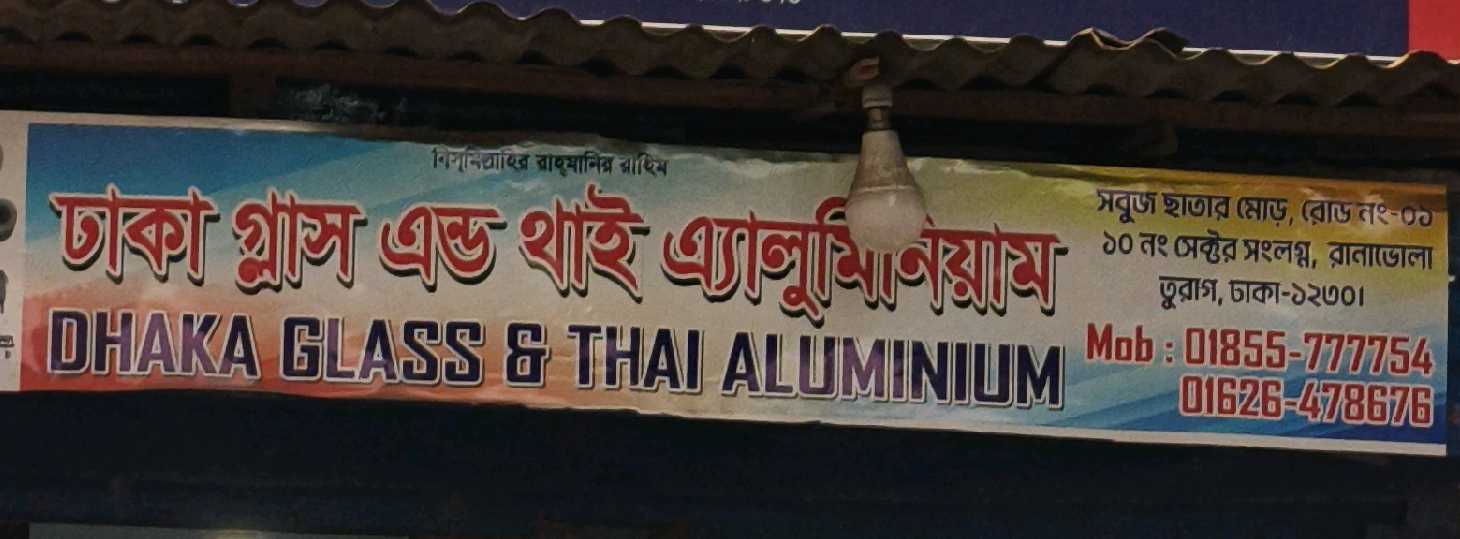 বিসমিল্লাহির রাহমানির রাহিম
ঢাকা গ্লাস এন্ড থাই এ্যালুমিনিয়াম
DHAKA GLASS & THAI ALUMINIUM
সবুজ ছাতার মোড়, রোড নং-০১
১০ নং সেক্টর সংলগ্ন, রানাভোলা
তুরাগ, ঢাকা-১২৩০।
Mob : 01855-777754
01626-478676